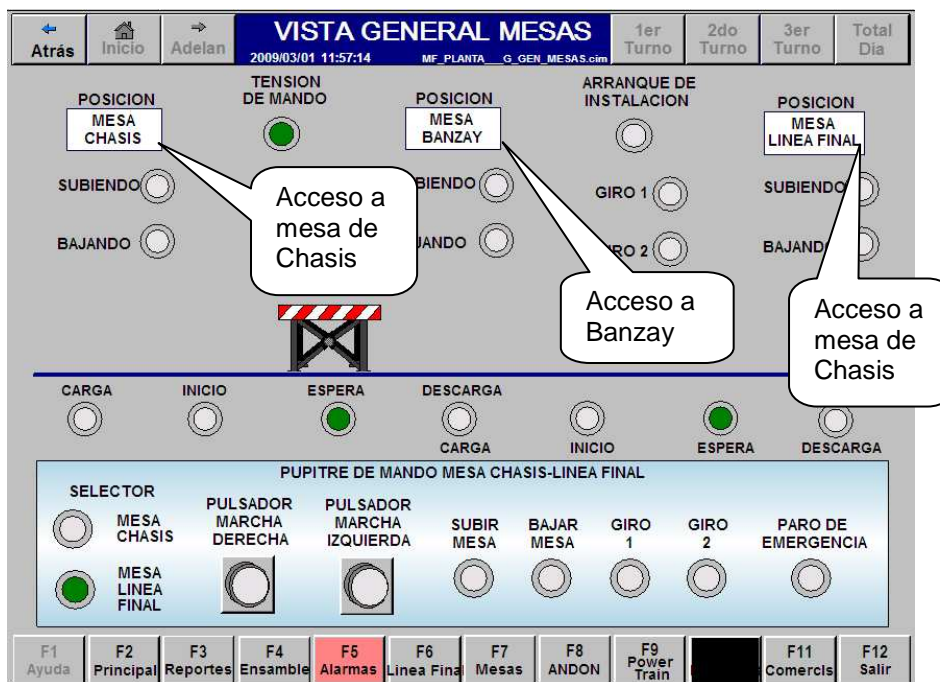 Atrás
Inicio
Adelan
VISTA GENERAL MESAS
2009/03/01 11:57:14 MF_PLANTA___G_GEN_MESAS.cim
1er
Turno
2do
Turno
3er
Turno
Total
Dia
POSICION
MESA
CHASIS
TENSION
DE MANDO
POSICION
MESA
BANZAY
ARRANQUE DE
INSTALACION
POSICION
MESA
LINEA FINAL
SUBIENDO
BIENDO
GIRO 1
SUBIENDO
BAJANDO
JANDO
RO 2
BAJAND
Acceso a
mesa de
Chasis
Acceso a
Banzay
Acceso a
mesa de
Chasis
CARGA
INICIO
ESPERA
DESCARGA
CARGA
INICIO
ESPERA
DESCARGA
PUPITRE DE MANDO MESA CHASIS-LINEA FINAL
SELECTOR
MESA
CHASIS
MESA
LINEA
FINAL
PULSADOR
MARCHA
DERECHA
PULSADOR
MARCHA
IZQUIERDA
SUBIR
MESA
BAJAR
MESA
GIRO
1
GIRO
2
PARO DE
EMERGENCIA
F1
Ayuda
F2
Principal
F3
Reportes
F4
Ensamble
F5
Alarmas
F6
Linea Final
F7
Mesas
F8
ANDON
F9
Power
Train
F11
Comercls
F12
Salir